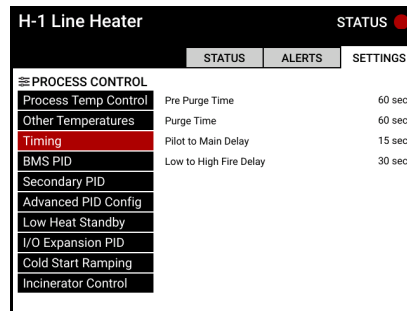 H-1 Line Heater STATUS
STATUS ALERTS SETTINGS
PROCESS CONTROL
Process Temp Control Pre Purge Time 60 sec
Other Temperatures Purge Time 60 sec
Timing Pilot to Main Delay 15 sec
BMS PID Low to High Fire Delay 30 sec
Secondary PID
Advanced PID Config
Low Heat Standby
I/O Expansion PID
Cold Start Ramping
Incinerator Control